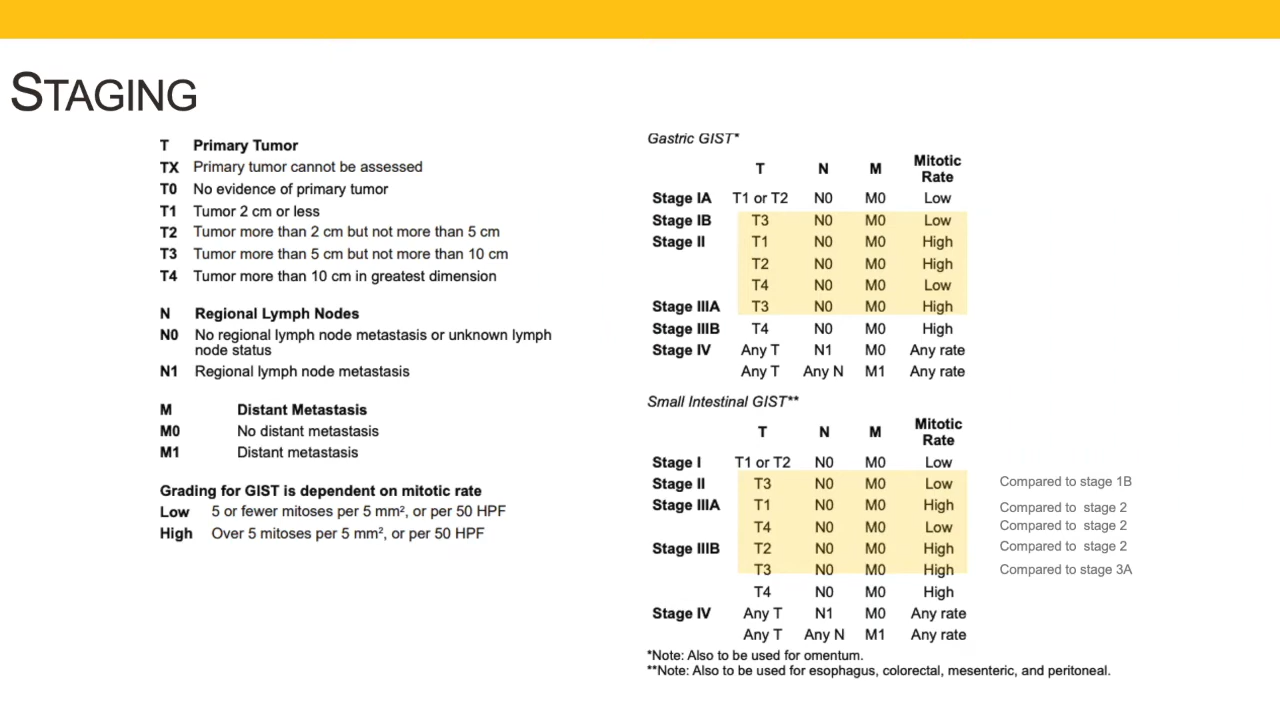 STAGING
T Primary Tumor
TX Primary tumor cannot be assessed
T0 No evidence of primary tumor
T1 Tumor 2 cm or less
T2 Tumor more than 2 cm but not more than 5 cm
T3 Tumor more than 5 cm but not more than 10 cm
T4 Tumor more than 10 cm in greatest dimension
N Regional Lymph Nodes
N0 No regional lymph node metastasis or unknown lymph
node status
N1 Regional lymph node metastasis
M Distant Metastasis
M0 No distant metastasis
M1 Distant metastasis
Grading for GIST is dependent on mitotic rate
Low 5 or fewer mitoses per 5 mm², or per 50 HPF
High Over 5 mitoses per 5 mm², or per 50 HPF
Gastric GIST*
T N M Mitotic
Rate
Stage IA T1 or T2 N0 M0 Low
Stage IB T3 N0 M0 Low
Stage II T1 N0 M0 High
T2 N0 M0 High
T4 N0 M0 Low
Stage IIIA T3 N0 M0 High
Stage IIIB T4 N0 M0 High
Stage IV Any T N1 M0 Any rate
Any T Any N M1 Any rate
Small Intestinal GIST**
T N M Mitotic
Rate
Stage I T1 or T2 N0 M0 Low
Stage II T3 N0 M0 Low Compared to stage 1B
Stage IIIA T1 N0 M0 High Compared to stage 2
T4 N0 M0 Low Compared to stage 2
Stage IIIB T2 N0 M0 High Compared to stage 2
T3 N0 M0 High Compared to stage 3A
T4 N0 M0 High
Stage IV Any T N1 M0 Any rate
Any T Any N M1 Any rate
*Note: Also to be used for omentum.
**Note: Also to be used for esophagus, colorectal, mesenteric, and peritoneal.